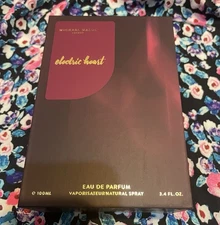 electric heart
EAU DE PARFUM
℮ 100ML VAPORISATEUR/NATURAL SPRAY 3.4 FL. OZ.